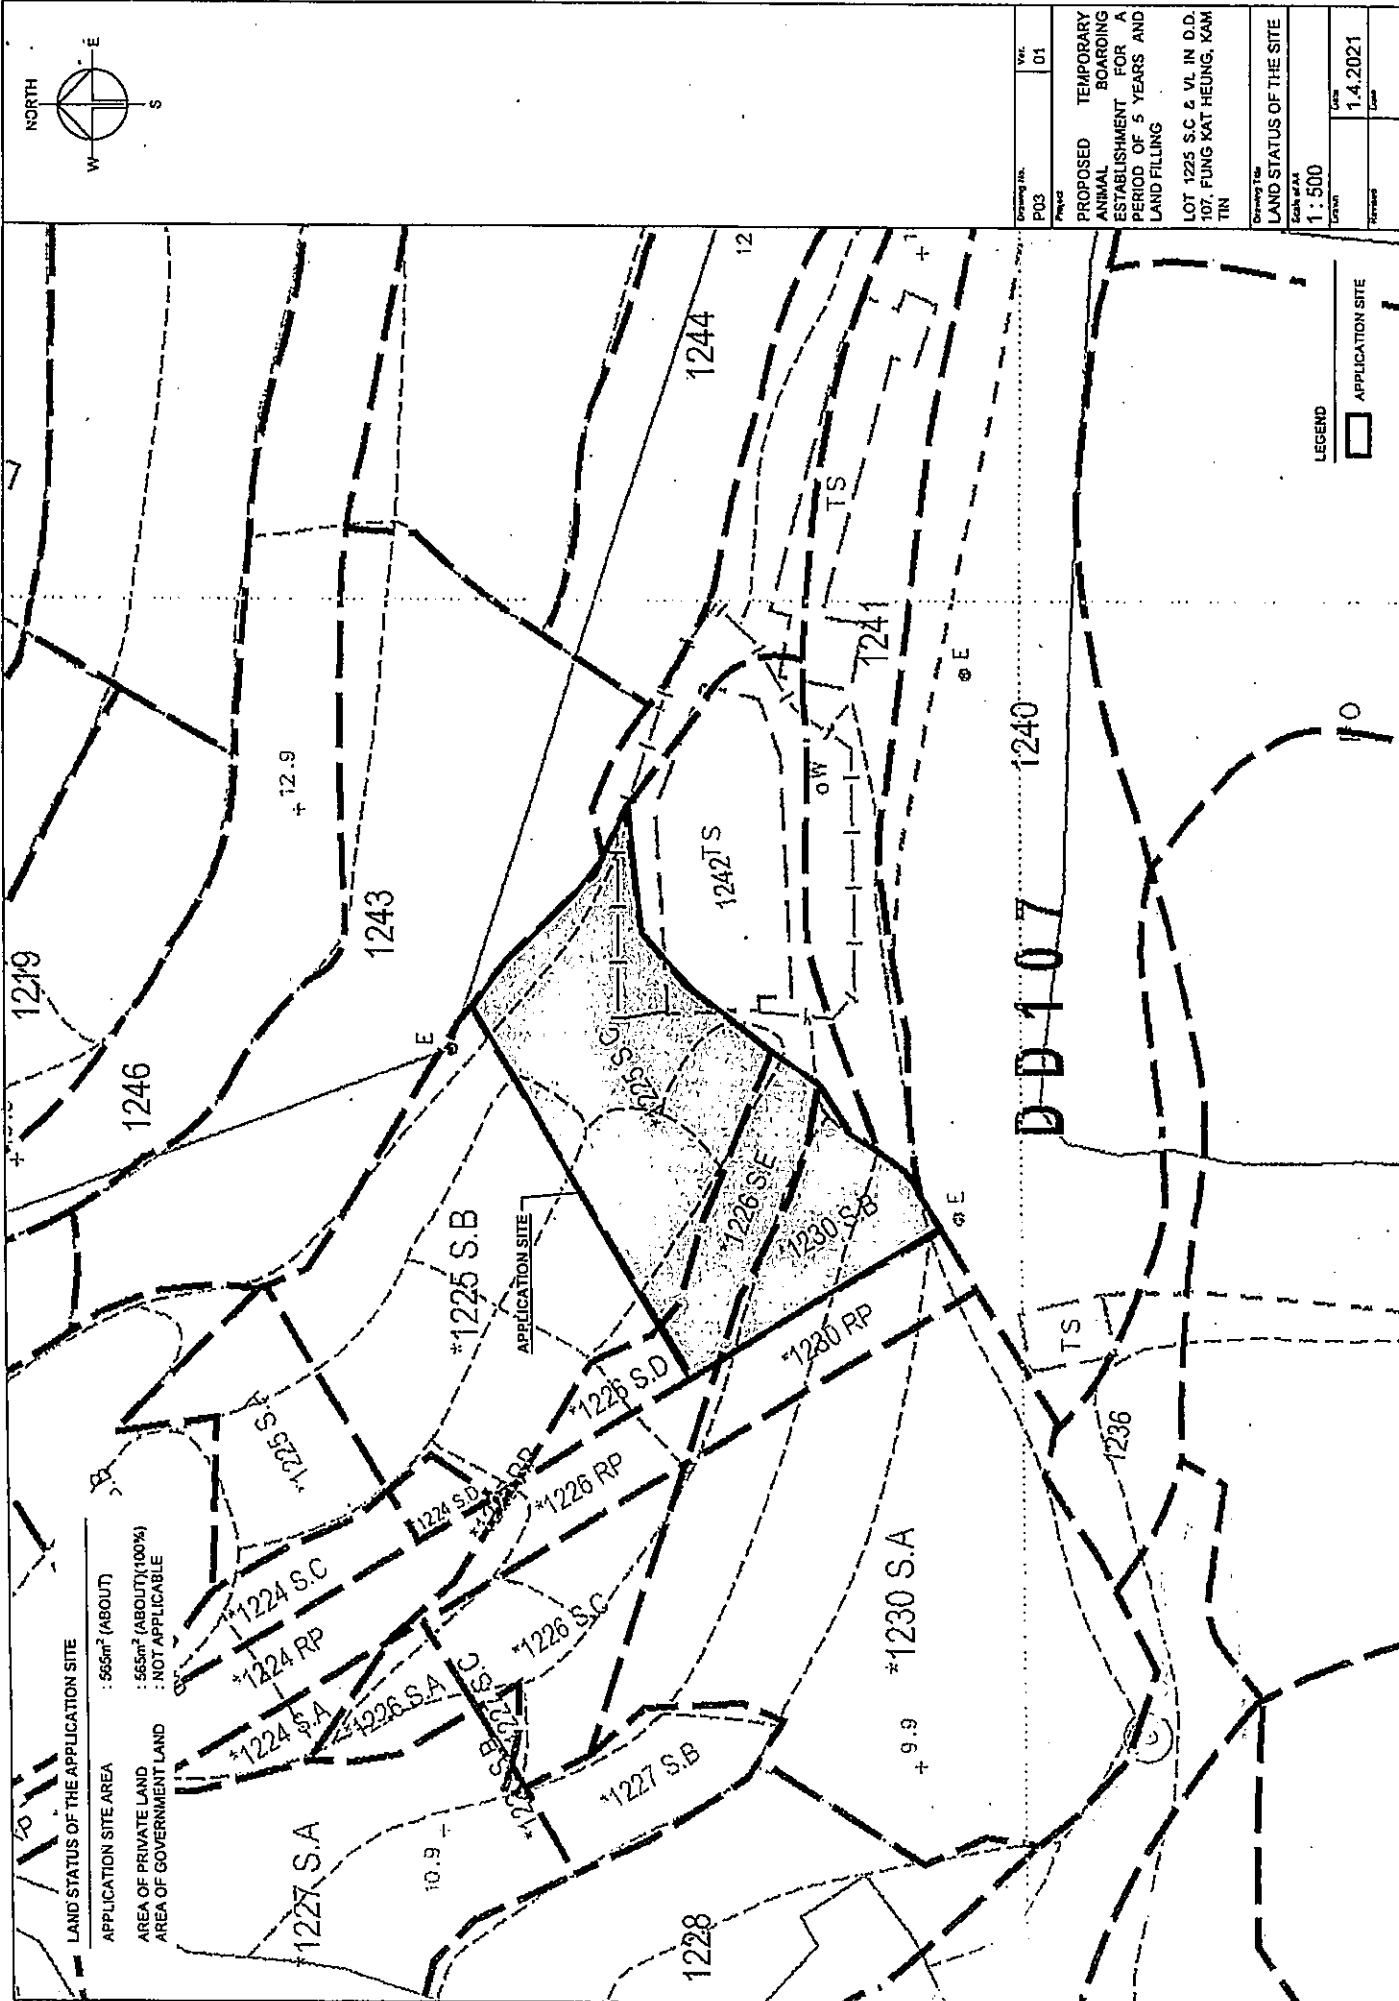 LAND STATUS OF THE APPLICATION SITE
APPLICATION SITE AREA : 565m² (ABOUT)
AREA OF PRIVATE LAND : 565m² (ABOUT)(100%)
AREA OF GOVERNMENT LAND : NOT APPLICABLE
NORTH
W
E
S
1219
1246
1243
+ 12.9
1244
12
E
*1225 S.B
APPLICATION SITE
*1225 S.A
*1224 S.C
*1224 RP
*1224 S.A
*1224 S.D
*1226 S.A
*1226 S.C
*1226 RP
*1226 S.D
*1226 S.E
*1230 S.B
*1230 RP
*1230 S.A
*1227 S.A
*1227 S.B
10.9
+ 9.9
1228
1242
TS
TS
W
1241
E
E
1240
DD107
TS
1236
LEGEND
APPLICATION SITE
Drawing No.
P03
Ver.
01
Project
PROPOSED TEMPORARY
ANIMAL BOARDING
ESTABLISHMENT FOR A
PERIOD OF 5 YEARS AND
LAND FILLING
LOT 1225 S.C & VL IN D.D.
107, FUNG KAT HEUNG, KAM
TIN
Drawing Title
LAND STATUS OF THE SITE
Scale at A4
1 : 500
Date
1.4.2021